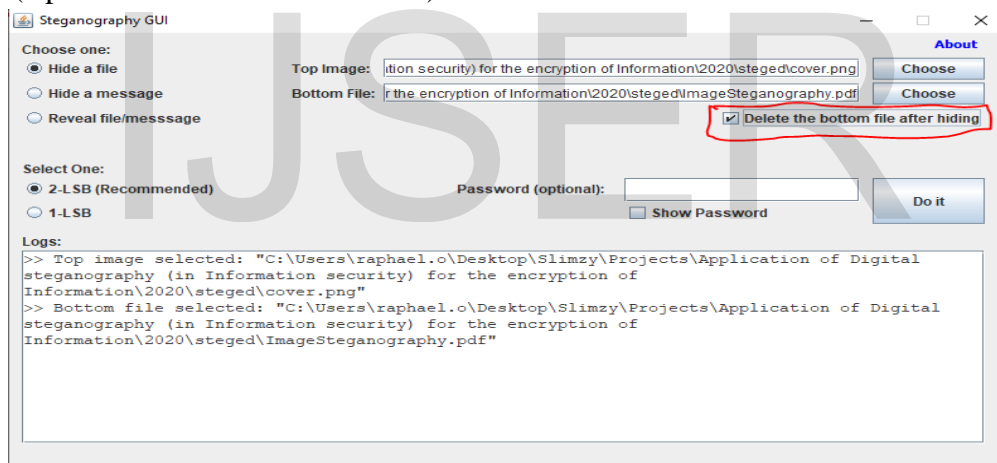 Steganography GUI
Choose one:
About
Hide a file
Top Image: ition security) for the encryption of Information\2020\steged\cover.png Choose
Hide a message
Bottom File: r the encryption of Information\2020\steged\ImageSteganography.pdf Choose
Reveal file/messsage
Delete the bottom file after hiding
Select One:
2-LSB (Recommended)
Password (optional):
Do it
1-LSB
Show Password
Logs:
>> Top image selected: "C:\Users\raphael.o\Desktop\Slimzy\Projects\Application of Digital
steganography (in Information security) for the encryption of
Information\2020\steged\cover.png"
>> Bottom file selected: "C:\Users\raphael.o\Desktop\Slimzy\Projects\Application of Digital
steganography (in Information security) for the encryption of
Information\2020\steged\ImageSteganography.pdf"
IJSER